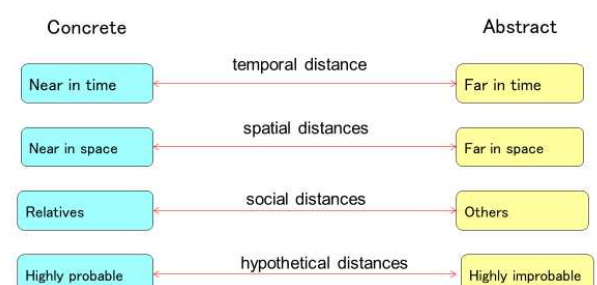 Concrete
Abstract
temporal distance
Near in time
Far in time
spatial distances
Near in space
Far in space
social distances
Relatives
Others
hypothetical distances
Highly probable
Highly improbable